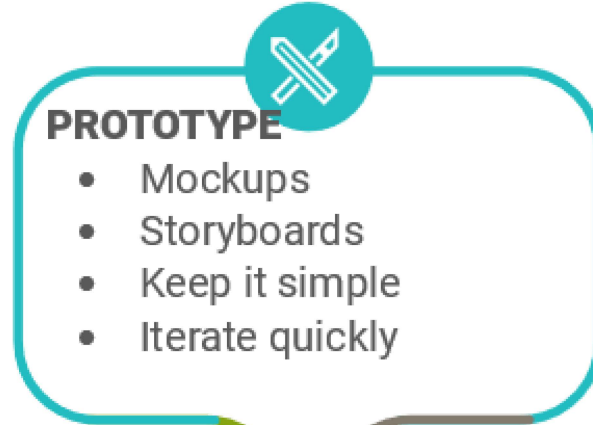 PROTOTYPE
• Mockups
• Storyboards
• Keep it simple
• Iterate quickly